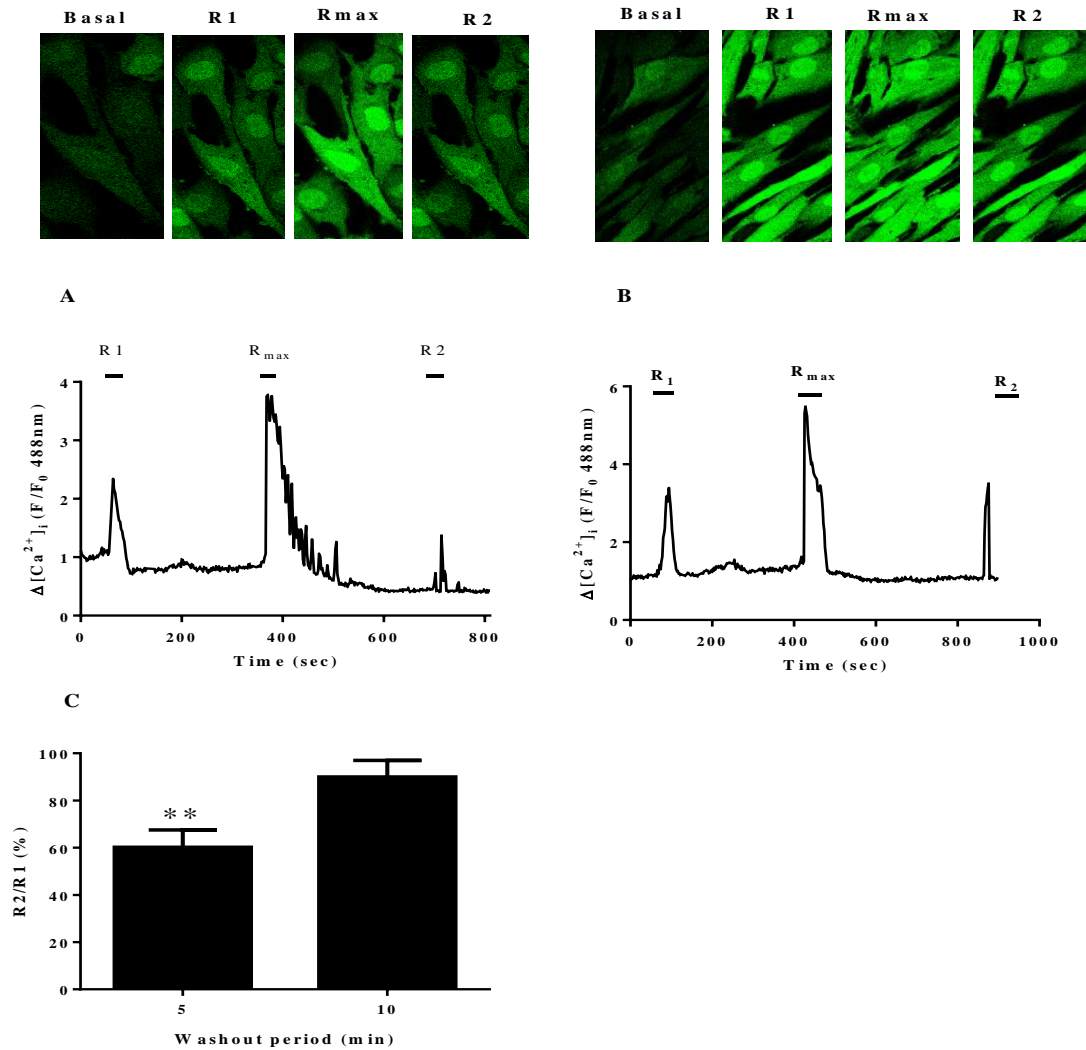 Basal R1 Rmax R2
Basal R1 Rmax R2
A
R1 Rmax R2
4
3
2
1
0
Δ[Ca2+]i (F/F0 488nm)
0 200 400 600 800
Time (sec)
B
R1 Rmax R2
6
4
2
0
Δ[Ca2+]i (F/F0 488nm)
0 200 400 600 800 1000
Time (sec)
C
100
80
60
40
20
0
R2/R1 (%)
**
5 10
Washout period (min)